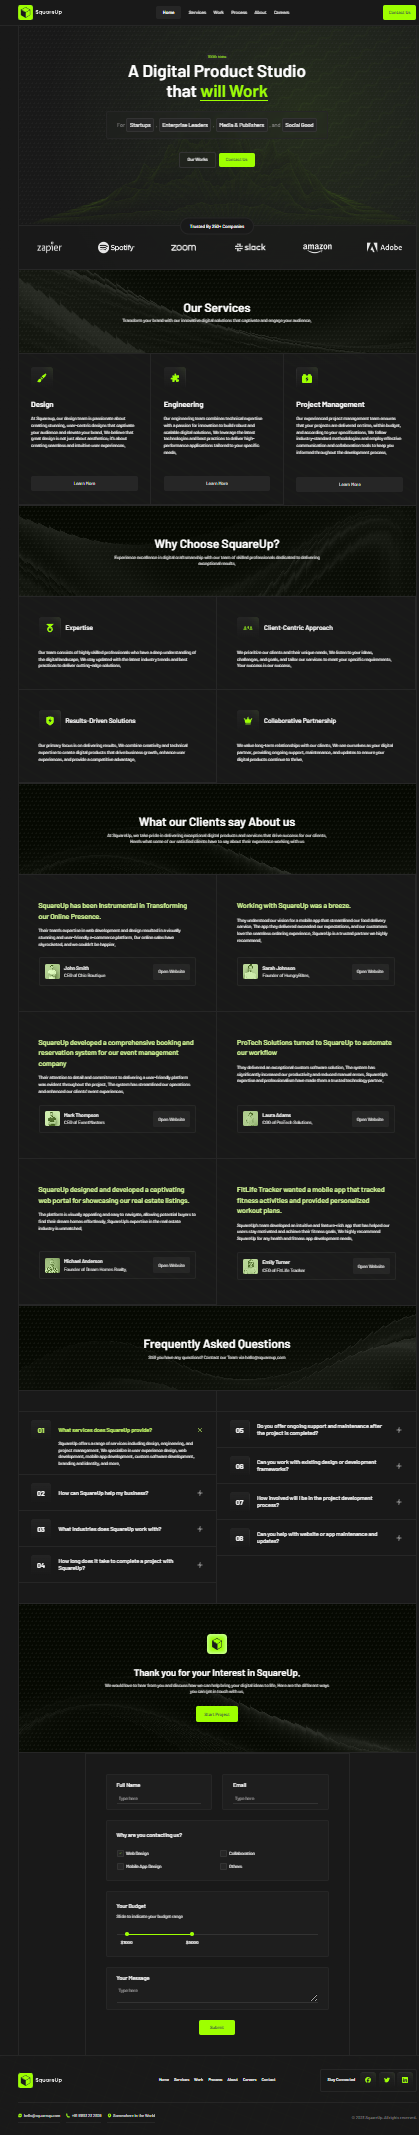 SquareUp
Home Services Work Process About Careers
Contact Us
A Digital Product Studio
that will Work
For Startups Enterprise Leaders Media & Publishers and Social Good
Our Works Contact Us
Trusted By 250+ Companies
zapier Spotify zoom slack amazon Adobe
Our Services
Transform your brand with our innovative digital solutions that captivate and engage your audience.
Design
At Squareup, our design team is passionate about
creating stunning, user-centric designs that captivate
your audience and elevate your brand. We believe that
great design is not just about aesthetics; it's about
creating seamless and intuitive user experiences.
Learn More
Engineering
Our engineering team combines technical expertise
with a passion for innovation to build robust and
scalable digital solutions. We leverage the latest
technologies and best practices to deliver high-
performance applications tailored to your specific
needs.
Learn More
Project Management
Our experienced project management team ensures
that your projects are delivered on time, within budget,
and according to your specifications. We follow
industry-standard methodologies and employ effective
communication and collaboration tools to keep you
informed throughout the development process.
Learn More
Why Choose SquareUp?
Experience excellence in digital craftsmanship with our team of skilled professionals dedicated to delivering
exceptional results.
Expertise
Our team consists of highly skilled professionals who have a deep understanding of
the digital landscape. We stay updated with the latest industry trends and best
practices to deliver cutting-edge solutions.
Client-Centric Approach
We prioritize our clients and their unique needs. We listen to your ideas,
challenges, and goals, and tailor our services to meet your specific requirements.
Your success is our success.
Results-Driven Solutions
Our primary focus is on delivering results. We combine creativity and technical
expertise to create digital products that drive business growth, enhance user
experiences, and provide a competitive advantage.
Collaborative Partnership
We value long-term relationships with our clients. We see ourselves as your digital
partner, providing ongoing support, maintenance, and updates to ensure your
digital products continue to thrive.
What our Clients say About us
At SquareUp, we take pride in delivering exceptional digital products and services that drive success for our clients.
Here's what some of our satisfied clients have to say about their experience working with us.
SquareUp has been Instrumental in Transforming
our Online Presence.
Their team's expertise in web development and design resulted in a visually
stunning and user-friendly e-commerce platform. Our online sales have
skyrocketed, and we couldn't be happier.
John Smith
CEO of Chic Boutique
Open Website
Working with SquareUp was a breeze.
They understood our vision for a mobile app that streamlined our food delivery
service. The app they delivered exceeded our expectations, and our customers
love the seamless ordering experience. SquareUp is a trusted partner we highly
recommend.
Sarah Johnson
Founder of HungryBites.
Open Website
SquareUp developed a comprehensive booking and
reservation system for our event management
company
Their attention to detail and commitment to delivering a user-friendly platform
was evident throughout the project. The system has streamlined our operations
and enhanced our clients' event experiences.
Mark Thompson
CEO of EventMasters
Open Website
ProTech Solutions turned to SquareUp to automate
our workflow
They delivered an exceptional custom software solution. The system has
significantly increased our productivity and reduced manual errors. SquareUp's
expertise and professionalism have made them a trusted technology partner.
Laura Adams
COO of ProTech Solutions.
Open Website
SquareUp designed and developed a captivating
web portal for showcasing our real estate listings.
The platform is visually appealing and easy to navigate, allowing potential buyers to
find their dream homes effortlessly. SquareUp's expertise in the real estate
industry is unmatched.
Michael Anderson
Founder of Dream Homes Realty.
Open Website
FitLife Tracker wanted a mobile app that tracked
fitness activities and provided personalized
workout plans.
SquareUp's team developed an intuitive and feature-rich app that has helped our
users stay motivated and achieve their fitness goals. We highly recommend
SquareUp for any health and fitness app development needs.
Emily Turner
CEO of FitLife Tracker
Open Website
Frequently Asked Questions
Still you have any questions? Contact our Team via hello@squareup.com
01 What services does SquareUp provide?
SquareUp offers a range of services including design, engineering, and
project management. We specialize in user experience design, web
development, mobile app development, custom software development,
branding and identity, and more.
02 How can SquareUp help my business?
03 What industries does SquareUp work with?
04 How long does it take to complete a project with
SquareUp?
05 Do you offer ongoing support and maintenance after
the project is completed?
06 Can you work with existing design or development
frameworks?
07 How involved will I be in the project development
process?
08 Can you help with website or app maintenance and
updates?
Thank you for your Interest in SquareUp.
We would love to hear from you and discuss how we can help bring your digital ideas to life. Here are the different ways
you can get in touch with us.
Start Project
Full Name
Type here
Email
Type here
Why are you contacting us?
Web Design
Collaboration
Mobile App Design
Others
Your Budget
Slide to indicate your budget range
$1000 $5000
Your Message
Type here
Submit
SquareUp
Home Services Work Process About Careers Contact
Stay Connected
hello@squareup.com +91 91813 23 2309 Somewhere in the World